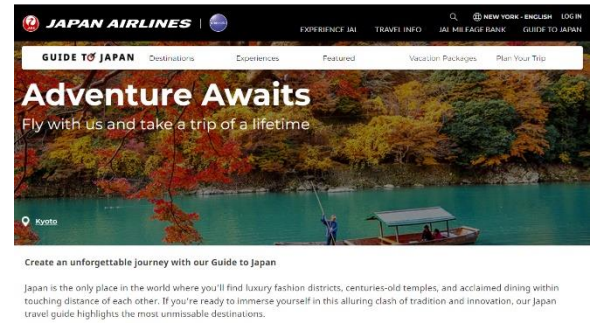 JAPAN AIRLINES
NEW YORK - ENGLISH LOG IN
EXPERIENCE JAL TRAVEL INFO JAL MILEAGE BANK GUIDE TO JAPAN
GUIDE TO JAPAN Destinations Experiences Featured Vacation Packages Plan Your Trip
Adventure Awaits
Fly with us and take a trip of a lifetime
Kyoto
Create an unforgettable journey with our Guide to Japan
Japan is the only place in the world where you'll find luxury fashion districts, centuries-old temples, and acclaimed dining within
touching distance of each other. If you're ready to immerse yourself in this alluring clash of tradition and innovation, our Japan
travel guide highlights the most unmissable destinations.